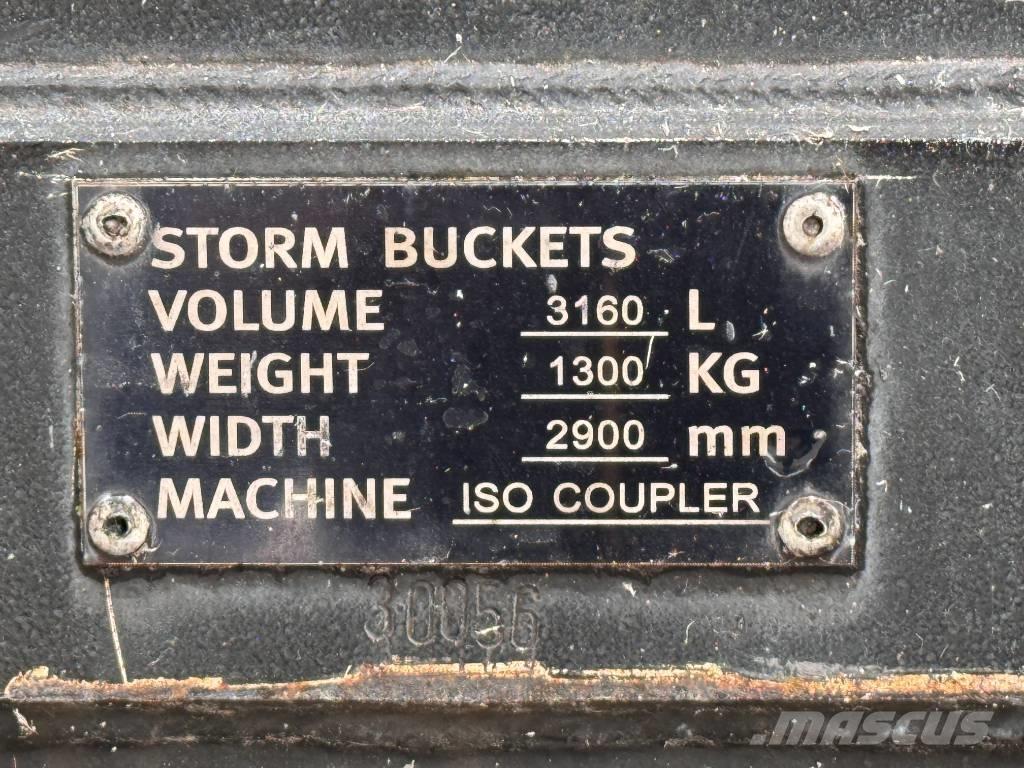 STORM BUCKETS
VOLUME 3160 L
WEIGHT 1300 KG
WIDTH 2900 mm
MACHINE ISO COUPLER
30056
MASCUS